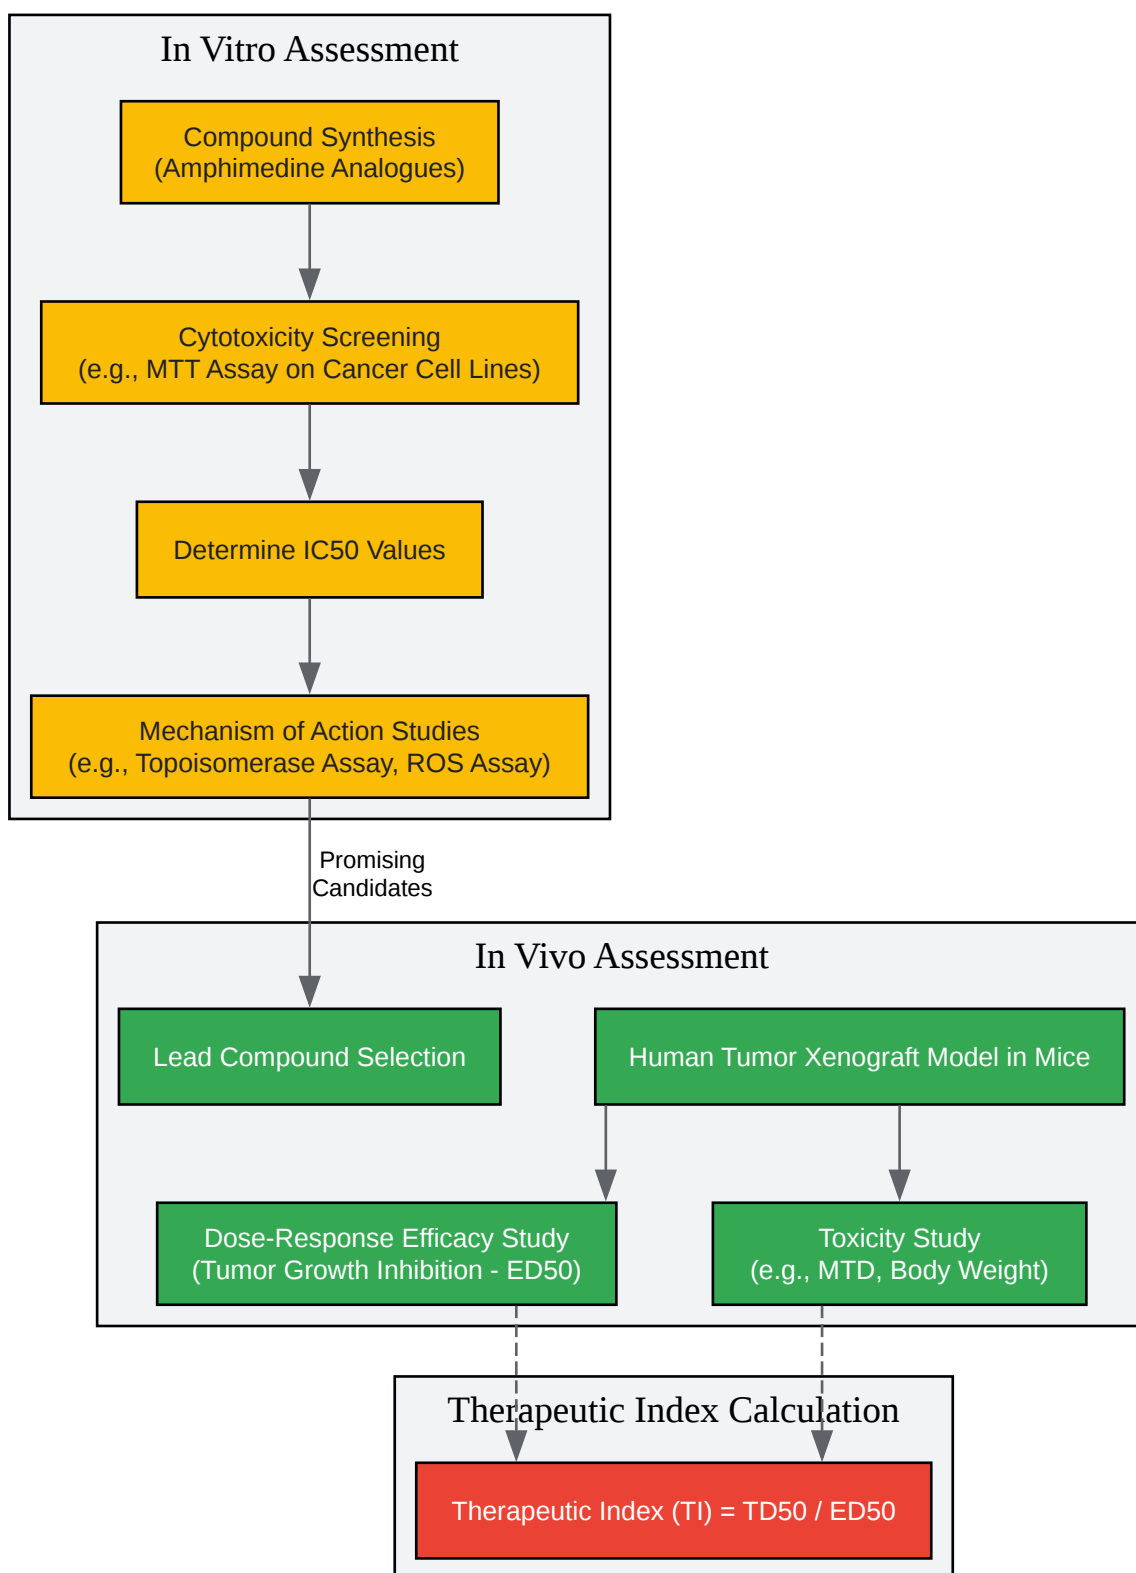 In Vitro Assessment
Compound Synthesis
(Amphimedine Analogues)
Cytotoxicity Screening
(e.g., MTT Assay on Cancer Cell Lines)
Determine IC50 Values
Mechanism of Action Studies
(e.g., Topoisomerase Assay, ROS Assay)
Promising
Candidates
In Vivo Assessment
Lead Compound Selection
Human Tumor Xenograft Model in Mice
Dose-Response Efficacy Study
(Tumor Growth Inhibition - ED50)
Toxicity Study
(e.g., MTD, Body Weight)
Therapeutic Index Calculation
Therapeutic Index (TI) = TD50 / ED50